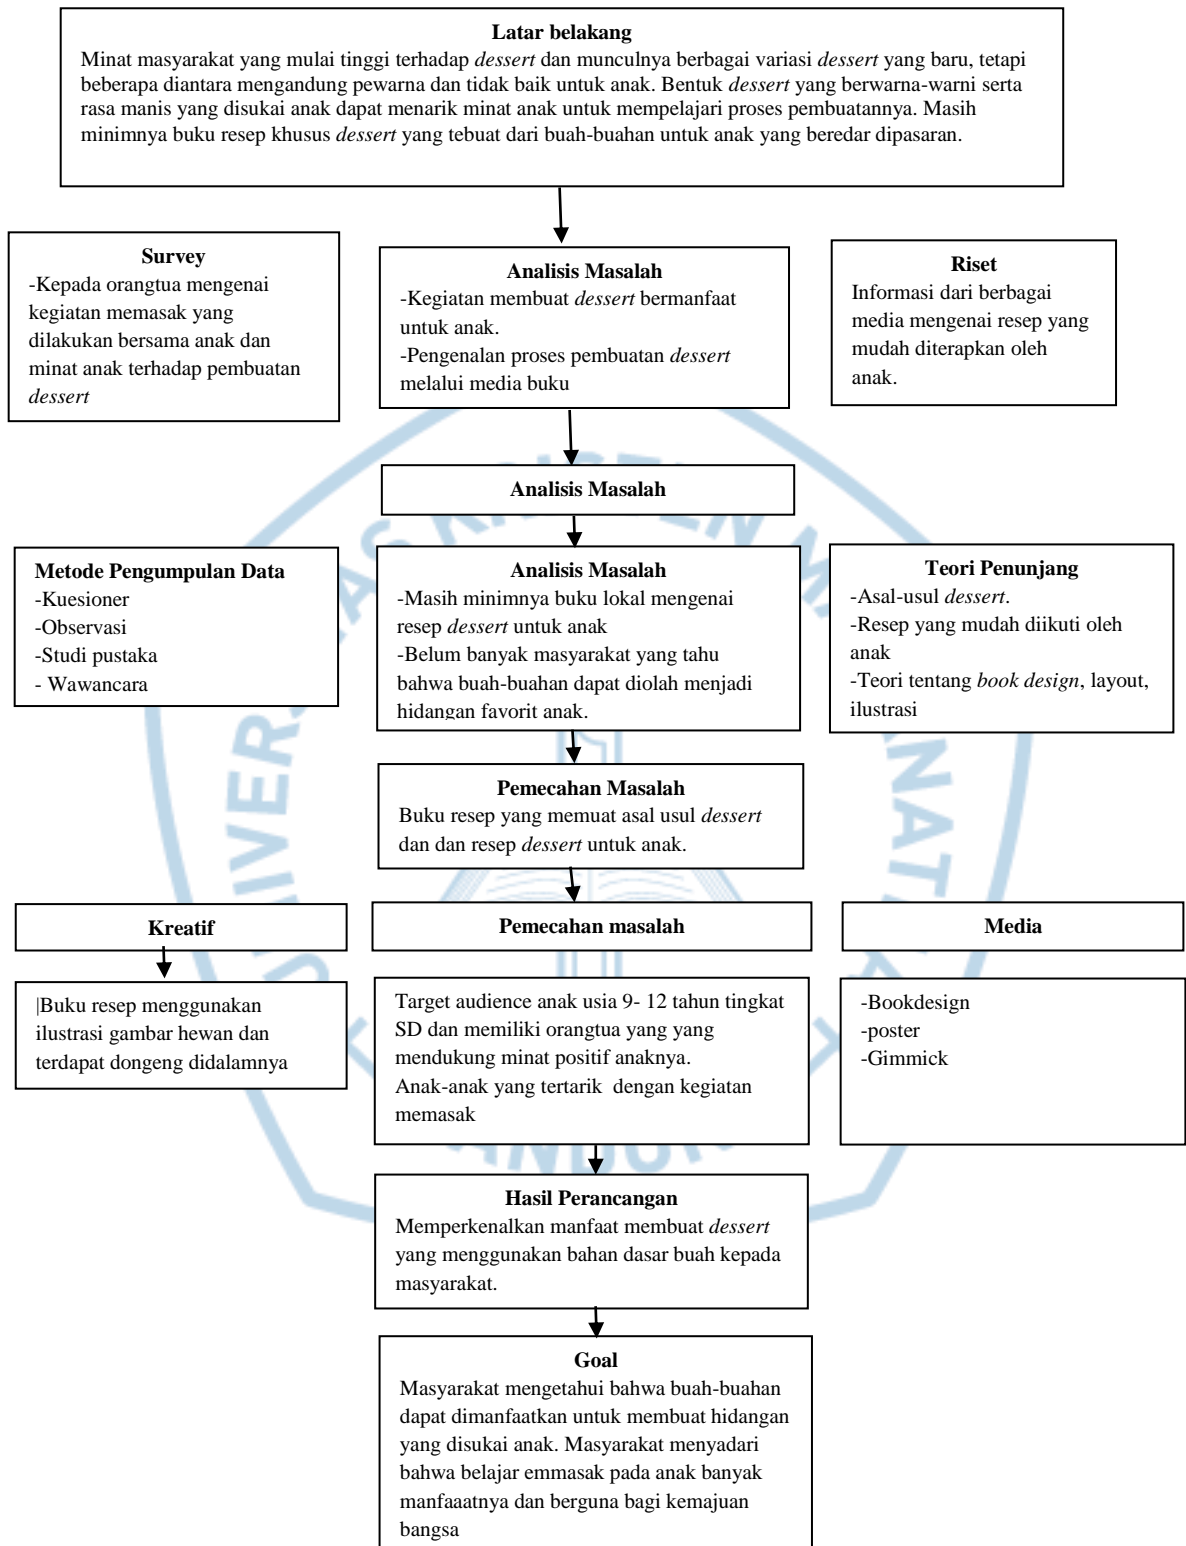 Latar belakang
Minat masyarakat yang mulai tinggi terhadap dessert dan munculnya berbagai variasi dessert yang baru, tetapi
beberapa diantara mengandung pewarna dan tidak baik untuk anak. Bentuk dessert yang berwarna-warni serta
rasa manis yang disukai anak dapat menarik minat anak untuk mempelajari proses pembuatannya. Masih
minimnya buku resep khusus dessert yang tebuat dari buah-buahan untuk anak yang beredar dipasaran.
Survey
-Kepada orangtua mengenai
kegiatan memasak yang
dilakukan bersama anak dan
minat anak terhadap pembuatan
dessert
Analisis Masalah
-Kegiatan membuat dessert bermanfaat
untuk anak.
-Pengenalan proses pembuatan dessert
melalui media buku
Riset
Informasi dari berbagai
media mengenai resep yang
mudah diterapkan oleh
anak.
Analisis Masalah
Metode Pengumpulan Data
-Kuesioner
-Observasi
-Studi pustaka
- Wawancara
Analisis Masalah
-Masih minimnya buku lokal mengenai
resep dessert untuk anak
-Belum banyak masyarakat yang tahu
bahwa buah-buahan dapat diolah menjadi
hidangan favorit anak.
Teori Penunjang
-Asal-usul dessert.
-Resep yang mudah diikuti oleh
anak
-Teori tentang book design, layout,
ilustrasi
Pemecahan Masalah
Buku resep yang memuat asal usul dessert
dan dan resep dessert untuk anak.
Kreatif
Pemecahan masalah
Media
|Buku resep menggunakan
ilustrasi gambar hewan dan
terdapat dongeng didalamnya
Target audience anak usia 9- 12 tahun tingkat
SD dan memiliki orangtua yang yang
mendukung minat positif anaknya.
Anak-anak yang tertarik  dengan kegiatan
memasak
-Bookdesign
-poster
-Gimmick
Hasil Perancangan
Memperkenalkan manfaat membuat dessert
yang menggunakan bahan dasar buah kepada
masyarakat.
Goal
Masyarakat mengetahui bahwa buah-buahan
dapat dimanfaatkan untuk membuat hidangan
yang disukai anak. Masyarakat menyadari
bahwa belajar emmasak pada anak banyak
manfaaatnya dan berguna bagi kemajuan
bangsa